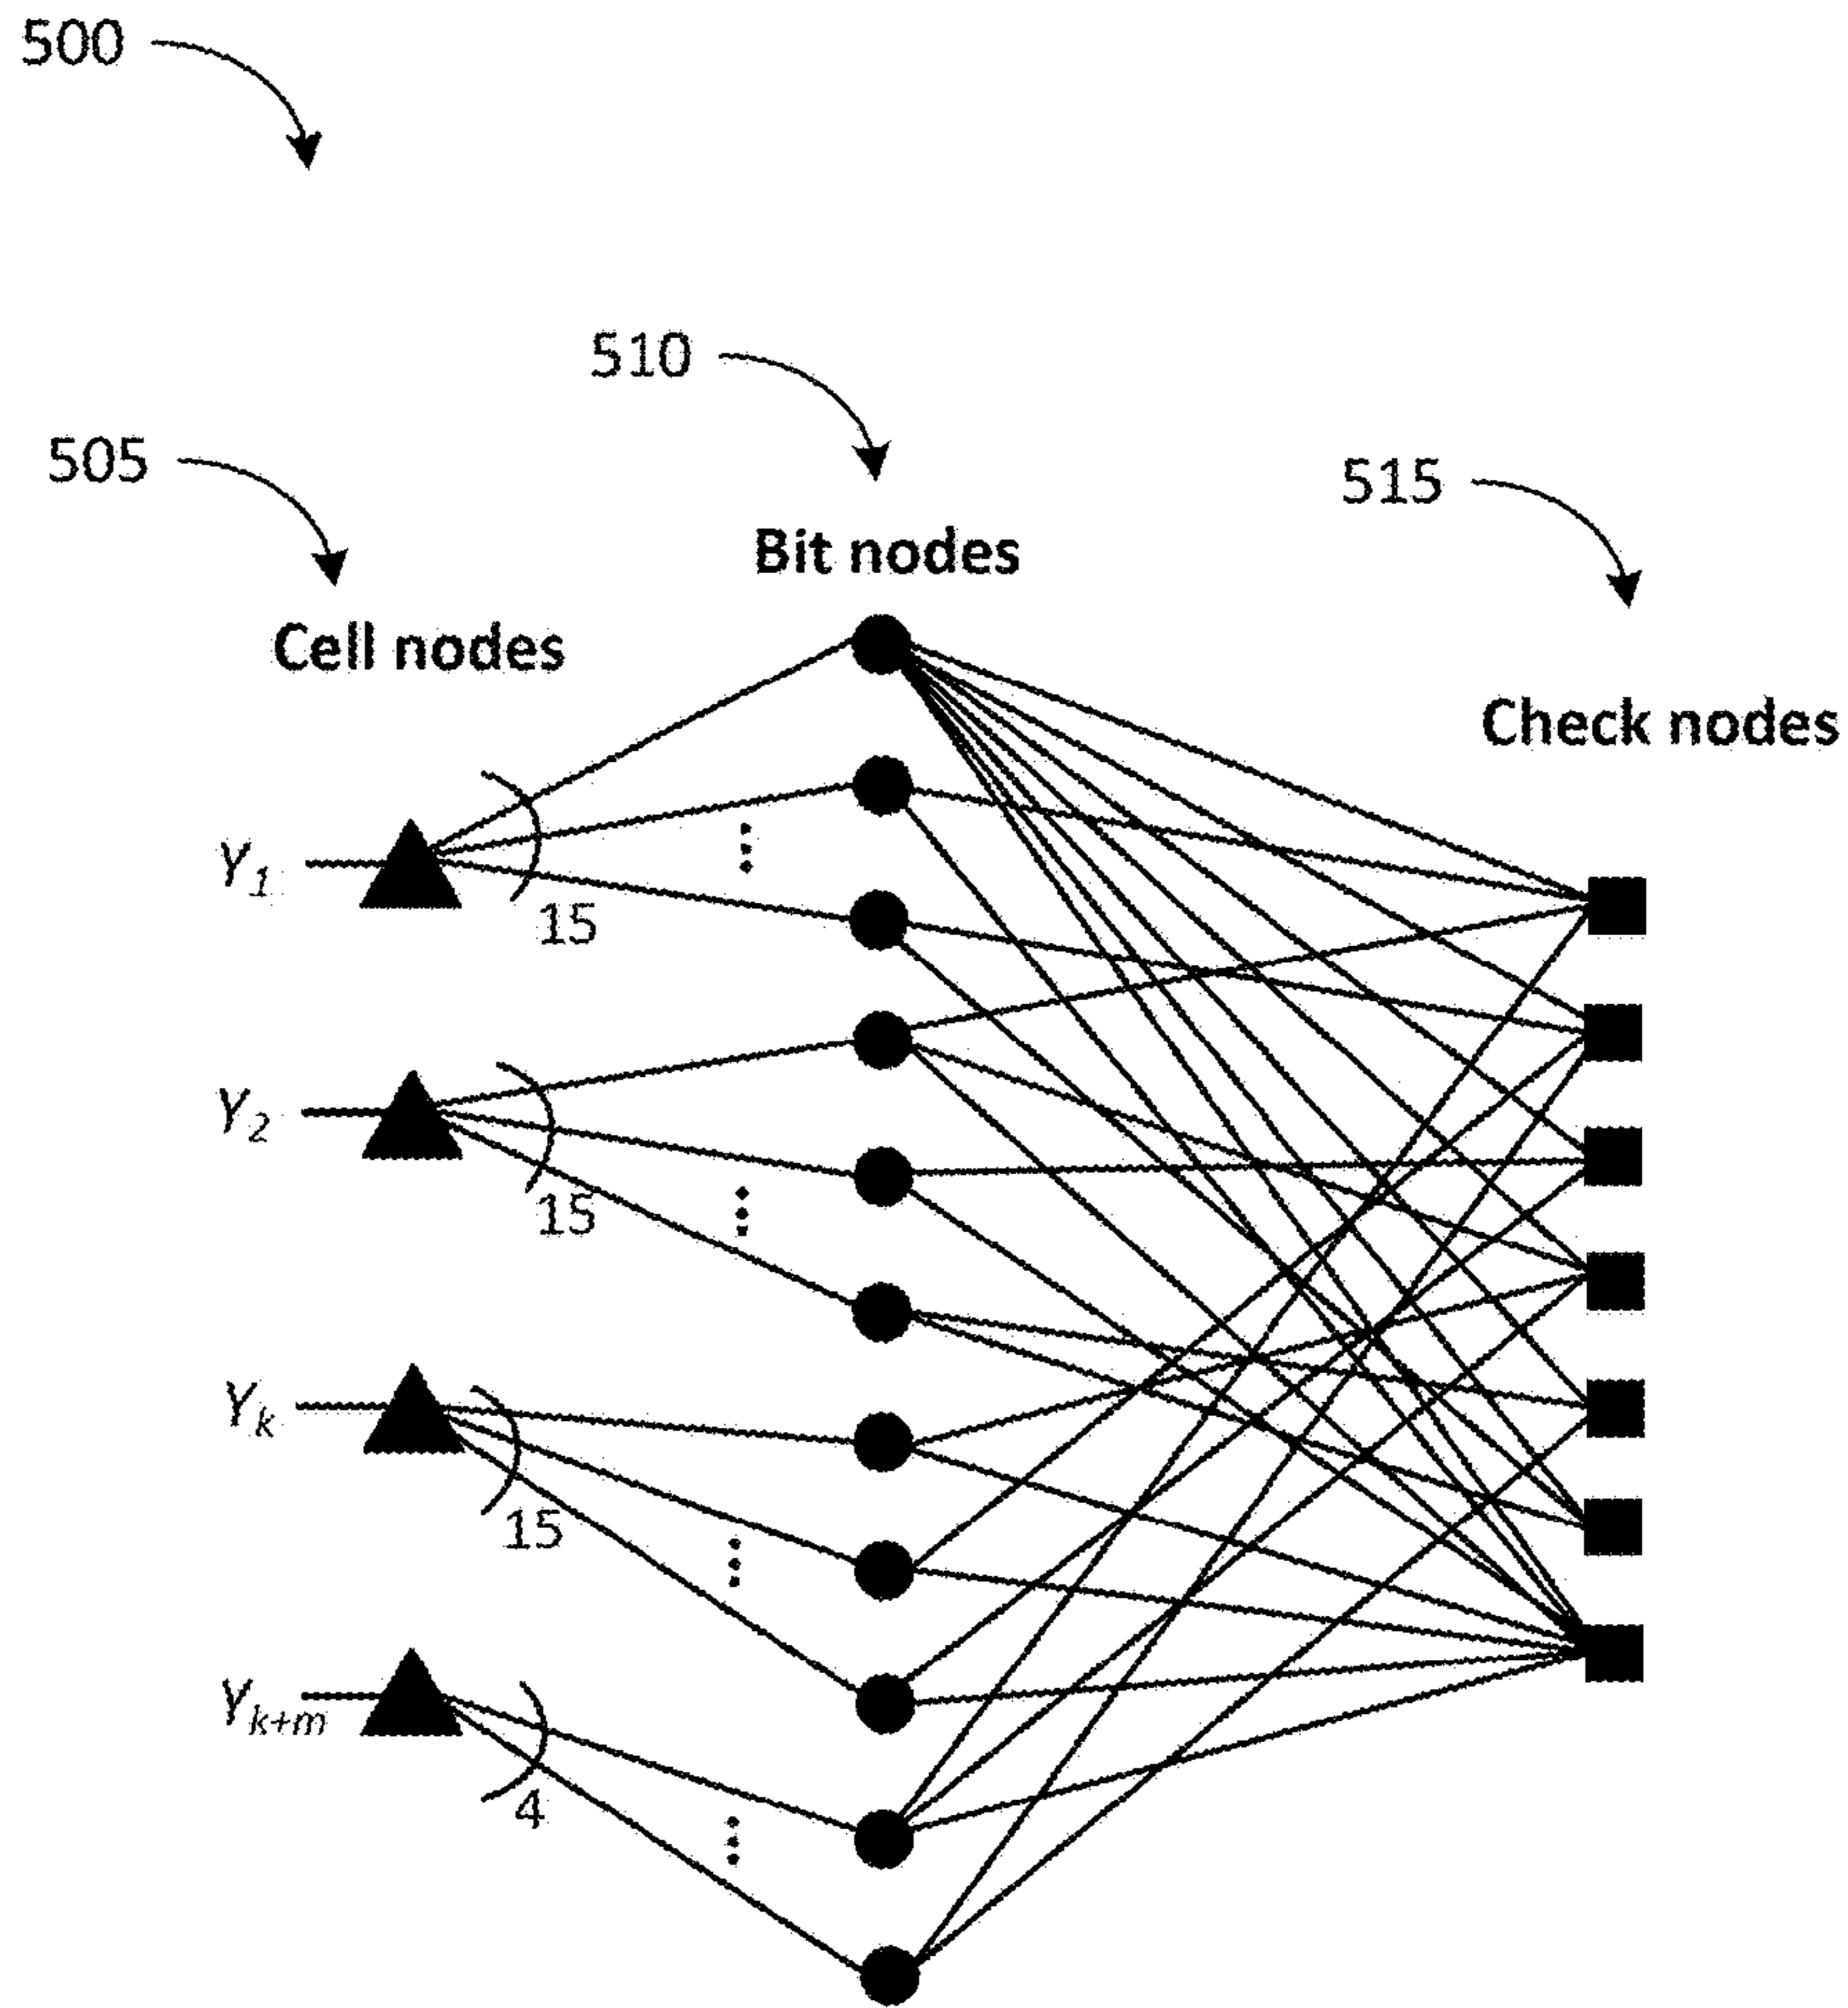 500
510
505
515
Bit nodes
Cell nodes
Check nodes
Y1
15
Y2
15
Yk
15
Yk+m
4